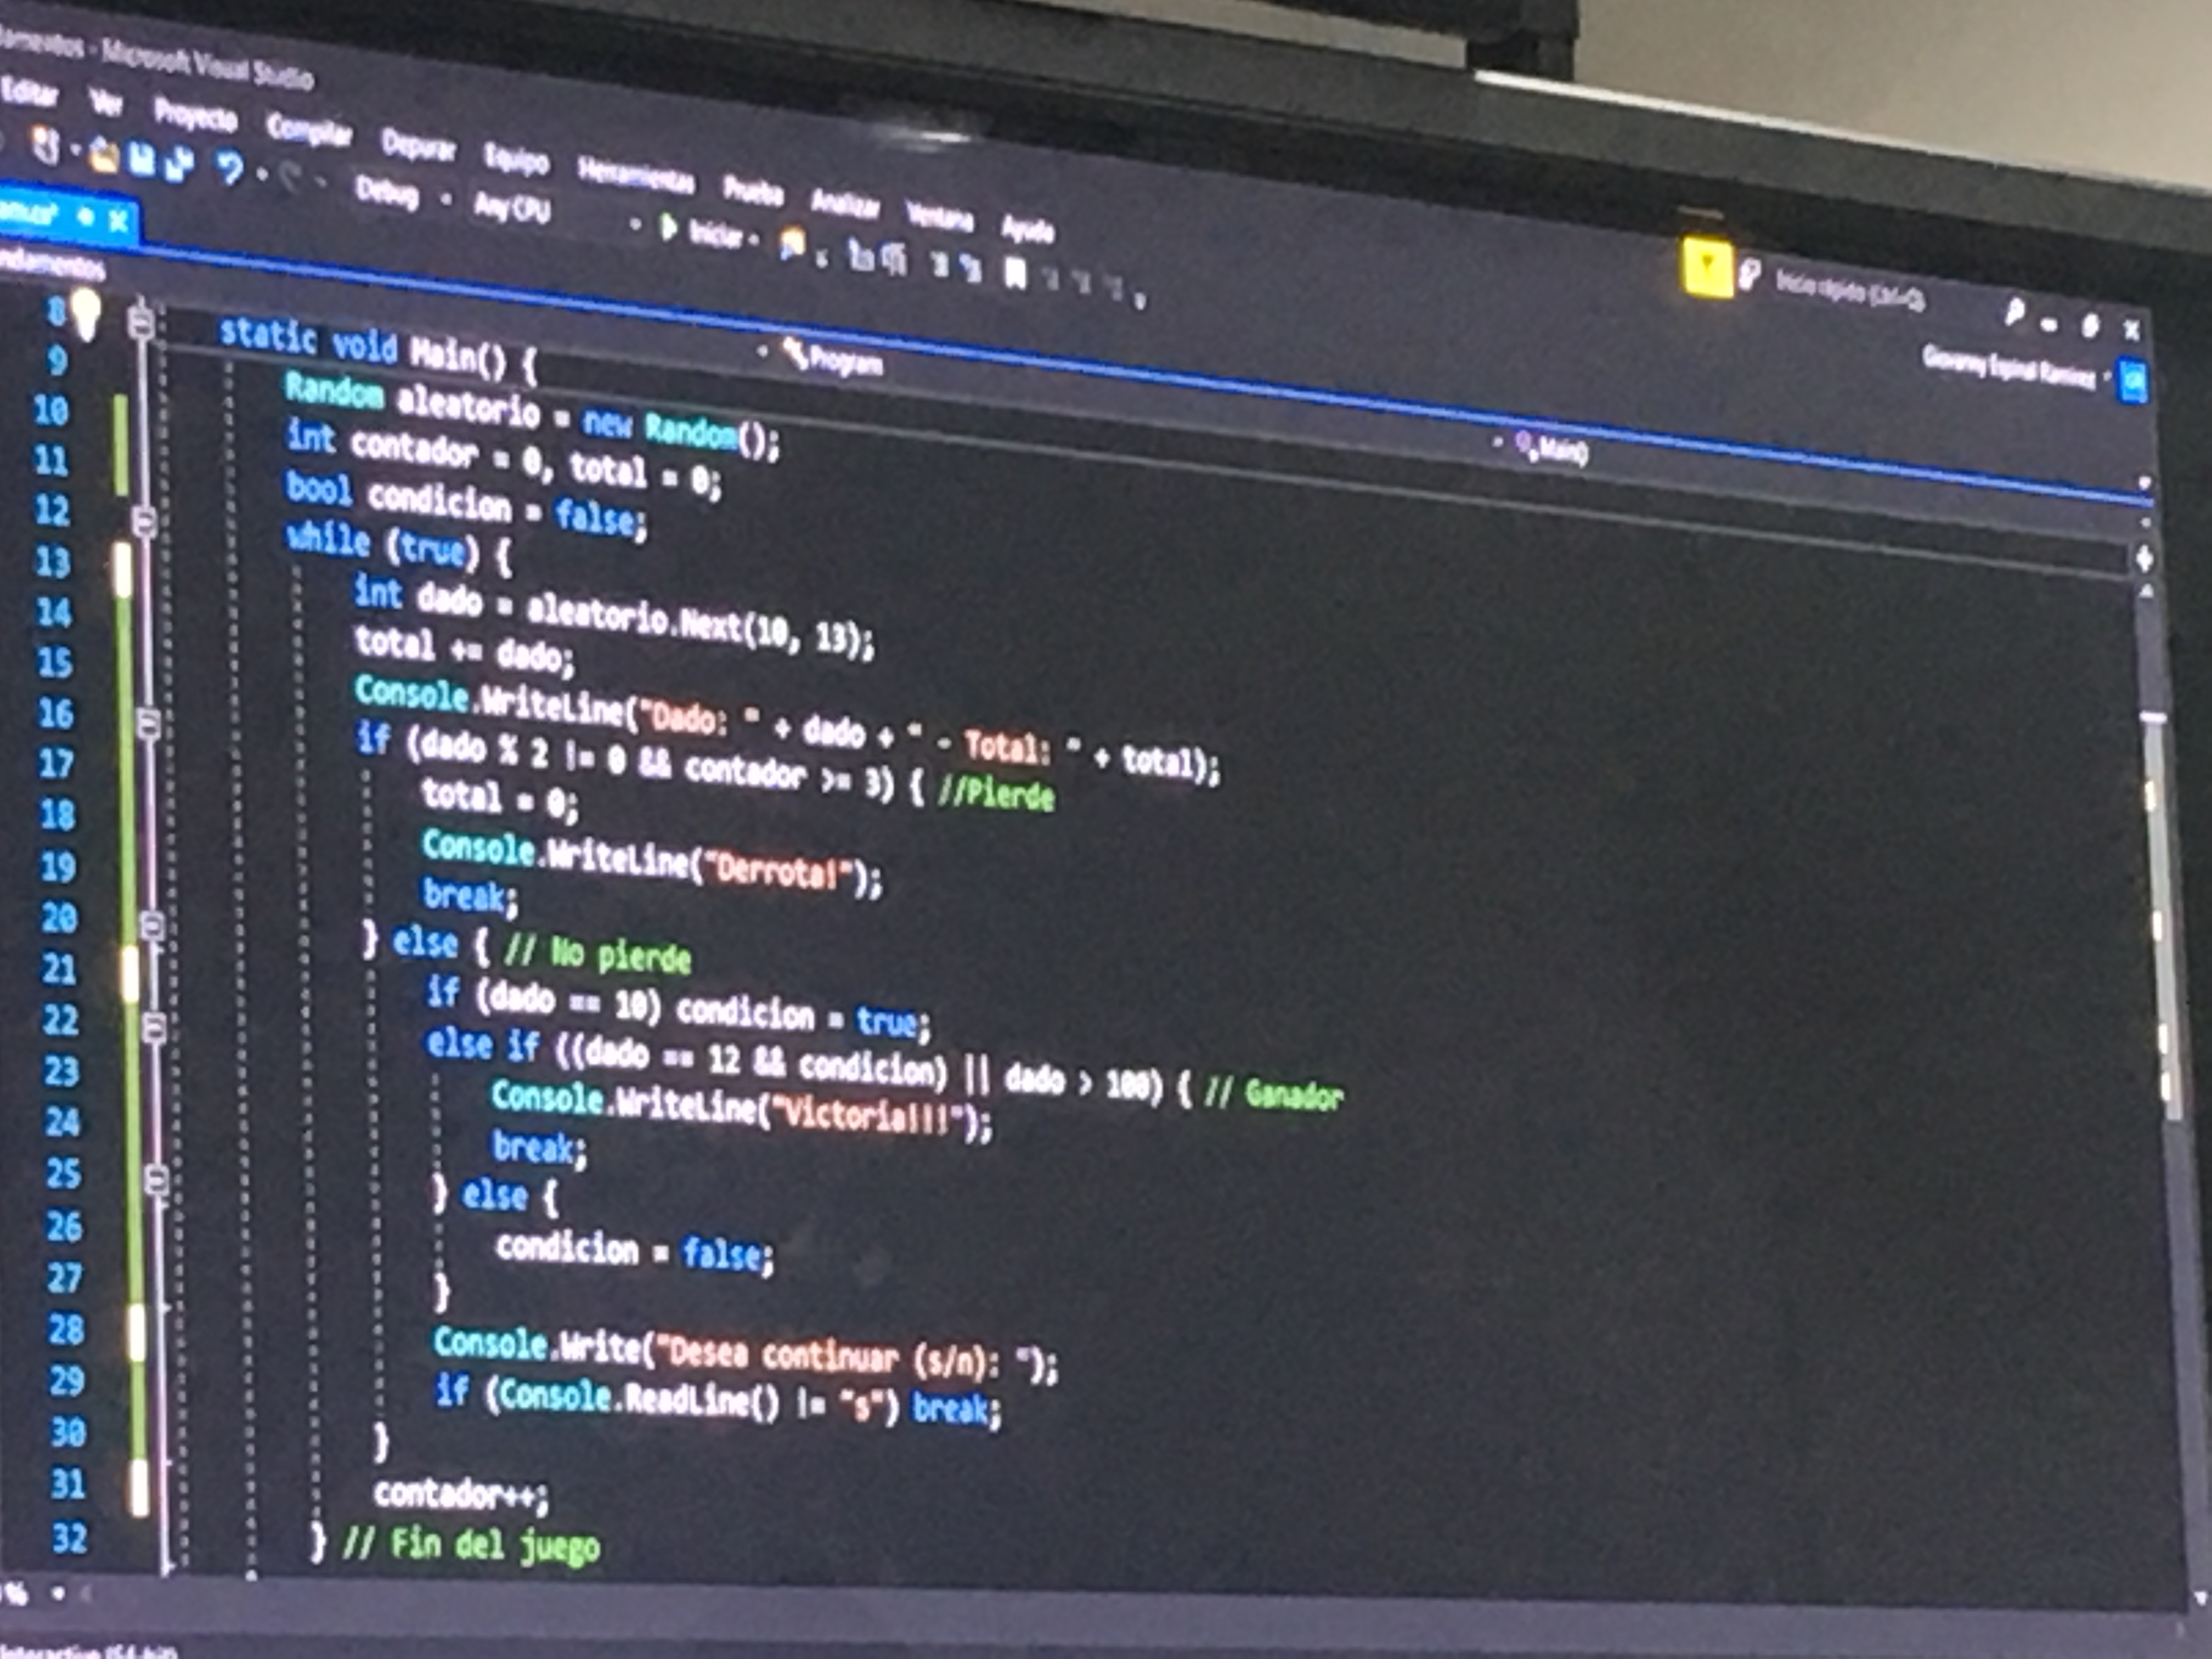 amentos - Microsoft Visual Studio
Editar Ver Proyecto Compilar Depurar Equipo Herramientas Prueba Analizar Ventana Ayuda
Inicio rápido (Ctrl+Q)
Debug Any CPU Iniciar
Giovanny Espinal Ramirez
ndamentos
Program
Main()
8 static void Main() {
9 Random aleatorio = new Random();
10 int contador = 0, total = 0;
11 bool condicion = false;
12 while (true) {
13 int dado = aleatorio.Next(10, 13);
14 total += dado;
15 Console.WriteLine("Dado: " + dado + " - Total: " + total);
16 if (dado % 2 != 0 && contador >= 3) { //Pierde
17 total = 0;
18 Console.WriteLine("Derrota!");
19 break;
20 } else { // No pierde
21 if (dado == 10) condicion = true;
22 else if ((dado == 12 && condicion) || dado > 100) { // Ganador
23 Console.WriteLine("Victoria!!!");
24 break;
25 } else {
26 condicion = false;
27 }
28 Console.Write("Desea continuar (s/n): ");
29 if (Console.ReadLine() != "s") break;
30 }
31 contador++;
32 } // Fin del juego
%